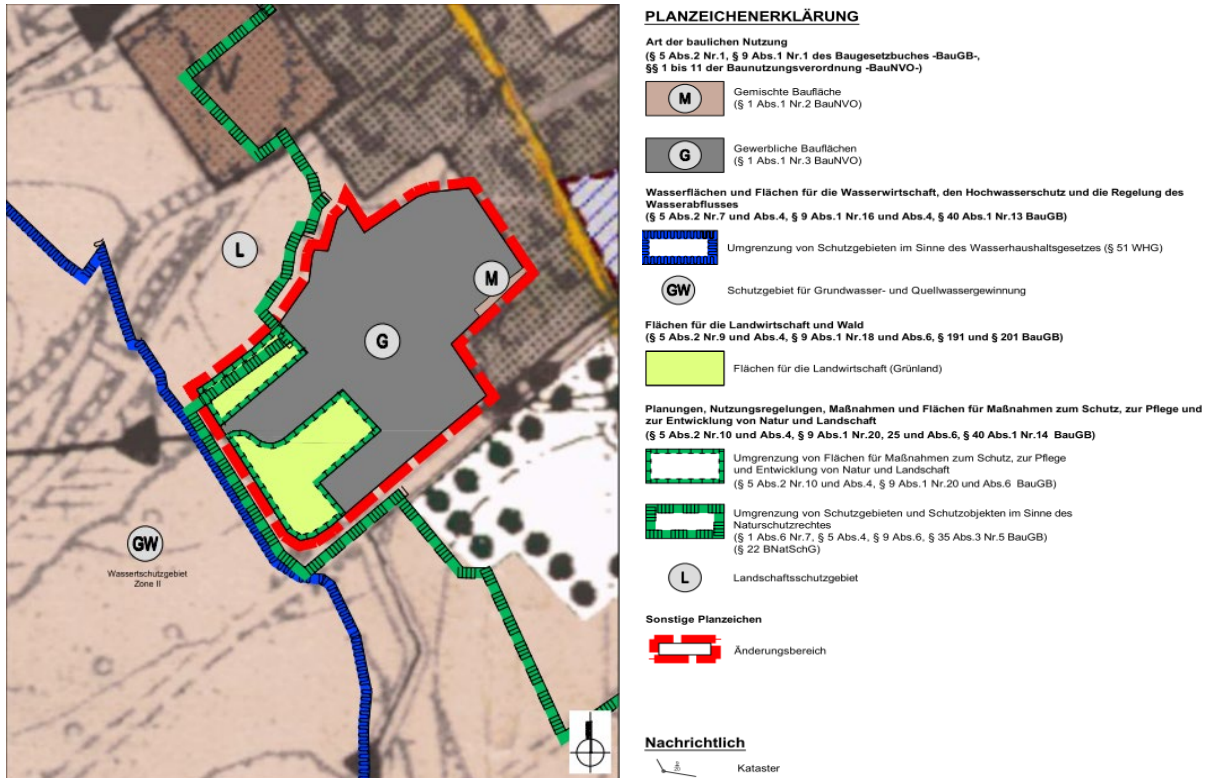 L
M
G
GW
Wassertschutzgebiet
Zone II
PLANZEICHENERKLÄRUNG
Art der baulichen Nutzung
(§ 5 Abs.2 Nr.1, § 9 Abs.1 Nr.1 des Baugesetzbuches -BauGB-,
§§ 1 bis 11 der Baunutzungsverordnung -BauNVO-)
M
Gemischte Baufläche
(§ 1 Abs.1 Nr.2 BauNVO)
G
Gewerbliche Bauflächen
(§ 1 Abs.1 Nr.3 BauNVO)
Wasserflächen und Flächen für die Wasserwirtschaft, den Hochwasserschutz und die Regelung des
Wasserabflusses
(§ 5 Abs.2 Nr.7 und Abs.4, § 9 Abs.1 Nr.16 und Abs.4, § 40 Abs.1 Nr.13 BauGB)
Umgrenzung von Schutzgebieten im Sinne des Wasserhaushaltsgesetzes (§ 51 WHG)
GW
Schutzgebiet für Grundwasser- und Quellwassergewinnung
Flächen für die Landwirtschaft und Wald
(§ 5 Abs.2 Nr.9 und Abs.4, § 9 Abs.1 Nr.18 und Abs.6, § 191 und § 201 BauGB)
Flächen für die Landwirtschaft (Grünland)
Planungen, Nutzungsregelungen, Maßnahmen und Flächen für Maßnahmen zum Schutz, zur Pflege und
zur Entwicklung von Natur und Landschaft
(§ 5 Abs.2 Nr.10 und Abs.4, § 9 Abs.1 Nr.20, 25 und Abs.6, § 40 Abs.1 Nr.14 BauGB)
Umgrenzung von Flächen für Maßnahmen zum Schutz, zur Pflege
und Entwicklung von Natur und Landschaft
(§ 5 Abs.2 Nr.10 und Abs.4, § 9 Abs.1 Nr.20 und Abs.6 BauGB)
Umgrenzung von Schutzgebieten und Schutzobjekten im Sinne des
Naturschutzrechtes
(§ 1 Abs.6 Nr.7, § 5 Abs.4, § 9 Abs.6, § 35 Abs.3 Nr.5 BauGB)
(§ 22 BNatSchG)
L
Landschaftsschutzgebiet
Sonstige Planzeichen
Änderungsbereich
Nachrichtlich
Kataster